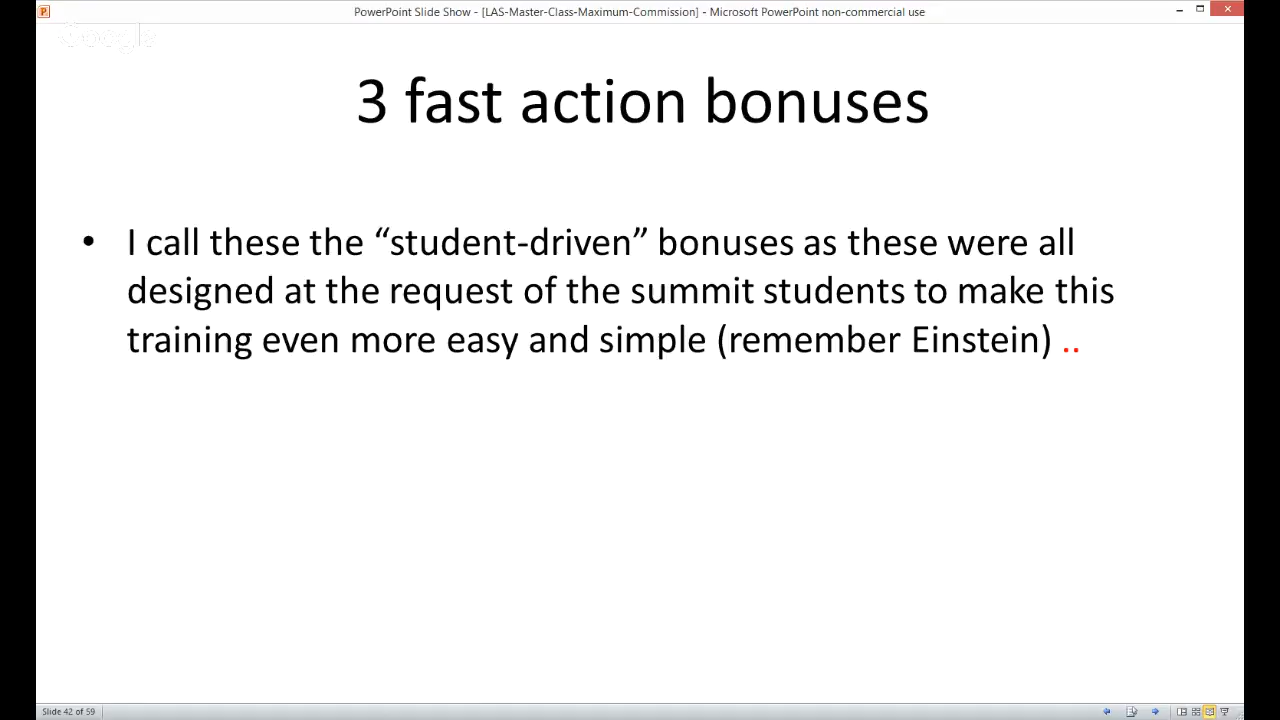 PowerPoint Slide Show - [LAS-Master-Class-Maximum-Commission] - Microsoft PowerPoint non-commercial use
Google
3 fast action bonuses
• I call these the “student-driven” bonuses as these were all
designed at the request of the summit students to make this
training even more easy and simple (remember Einstein) ..
Slide 42 of 59